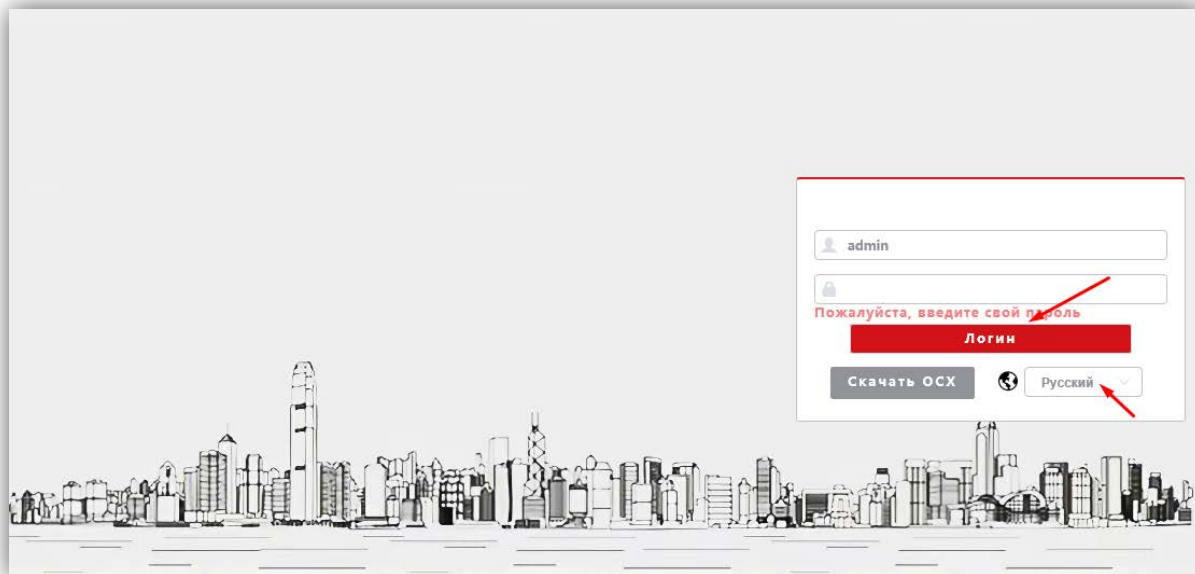 admin
Пожалуйста, введите свой пароль
Логин
Скачать OCX
Русский